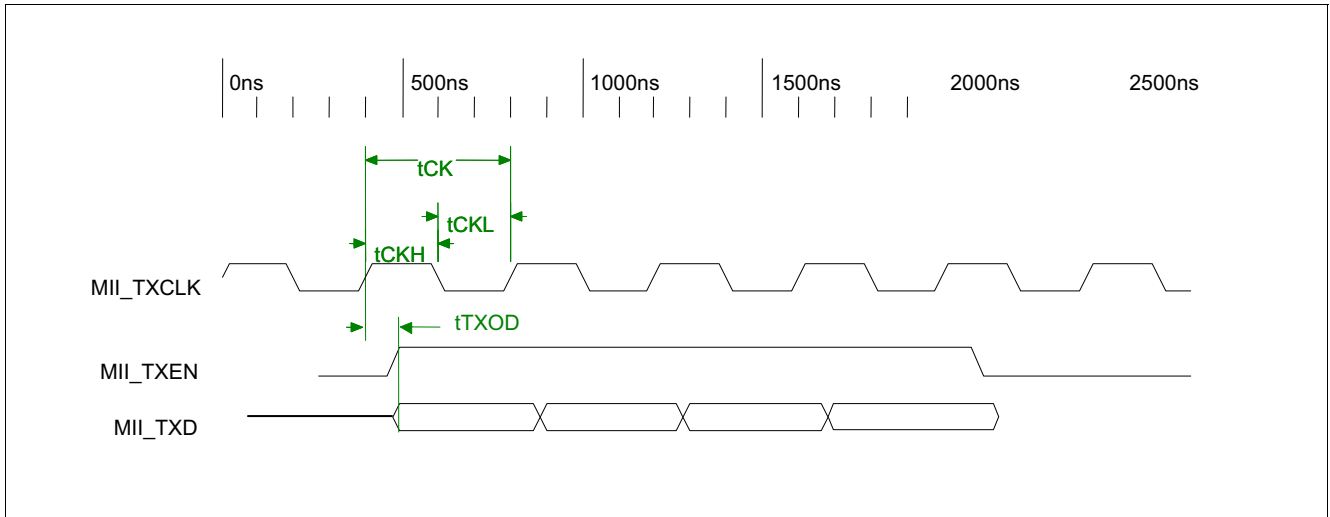 0ns 500ns 1000ns 1500ns 2000ns 2500ns
tCK
tCKL
tCKH
MII_TXCLK
tTXOD
MII_TXEN
MII_TXD